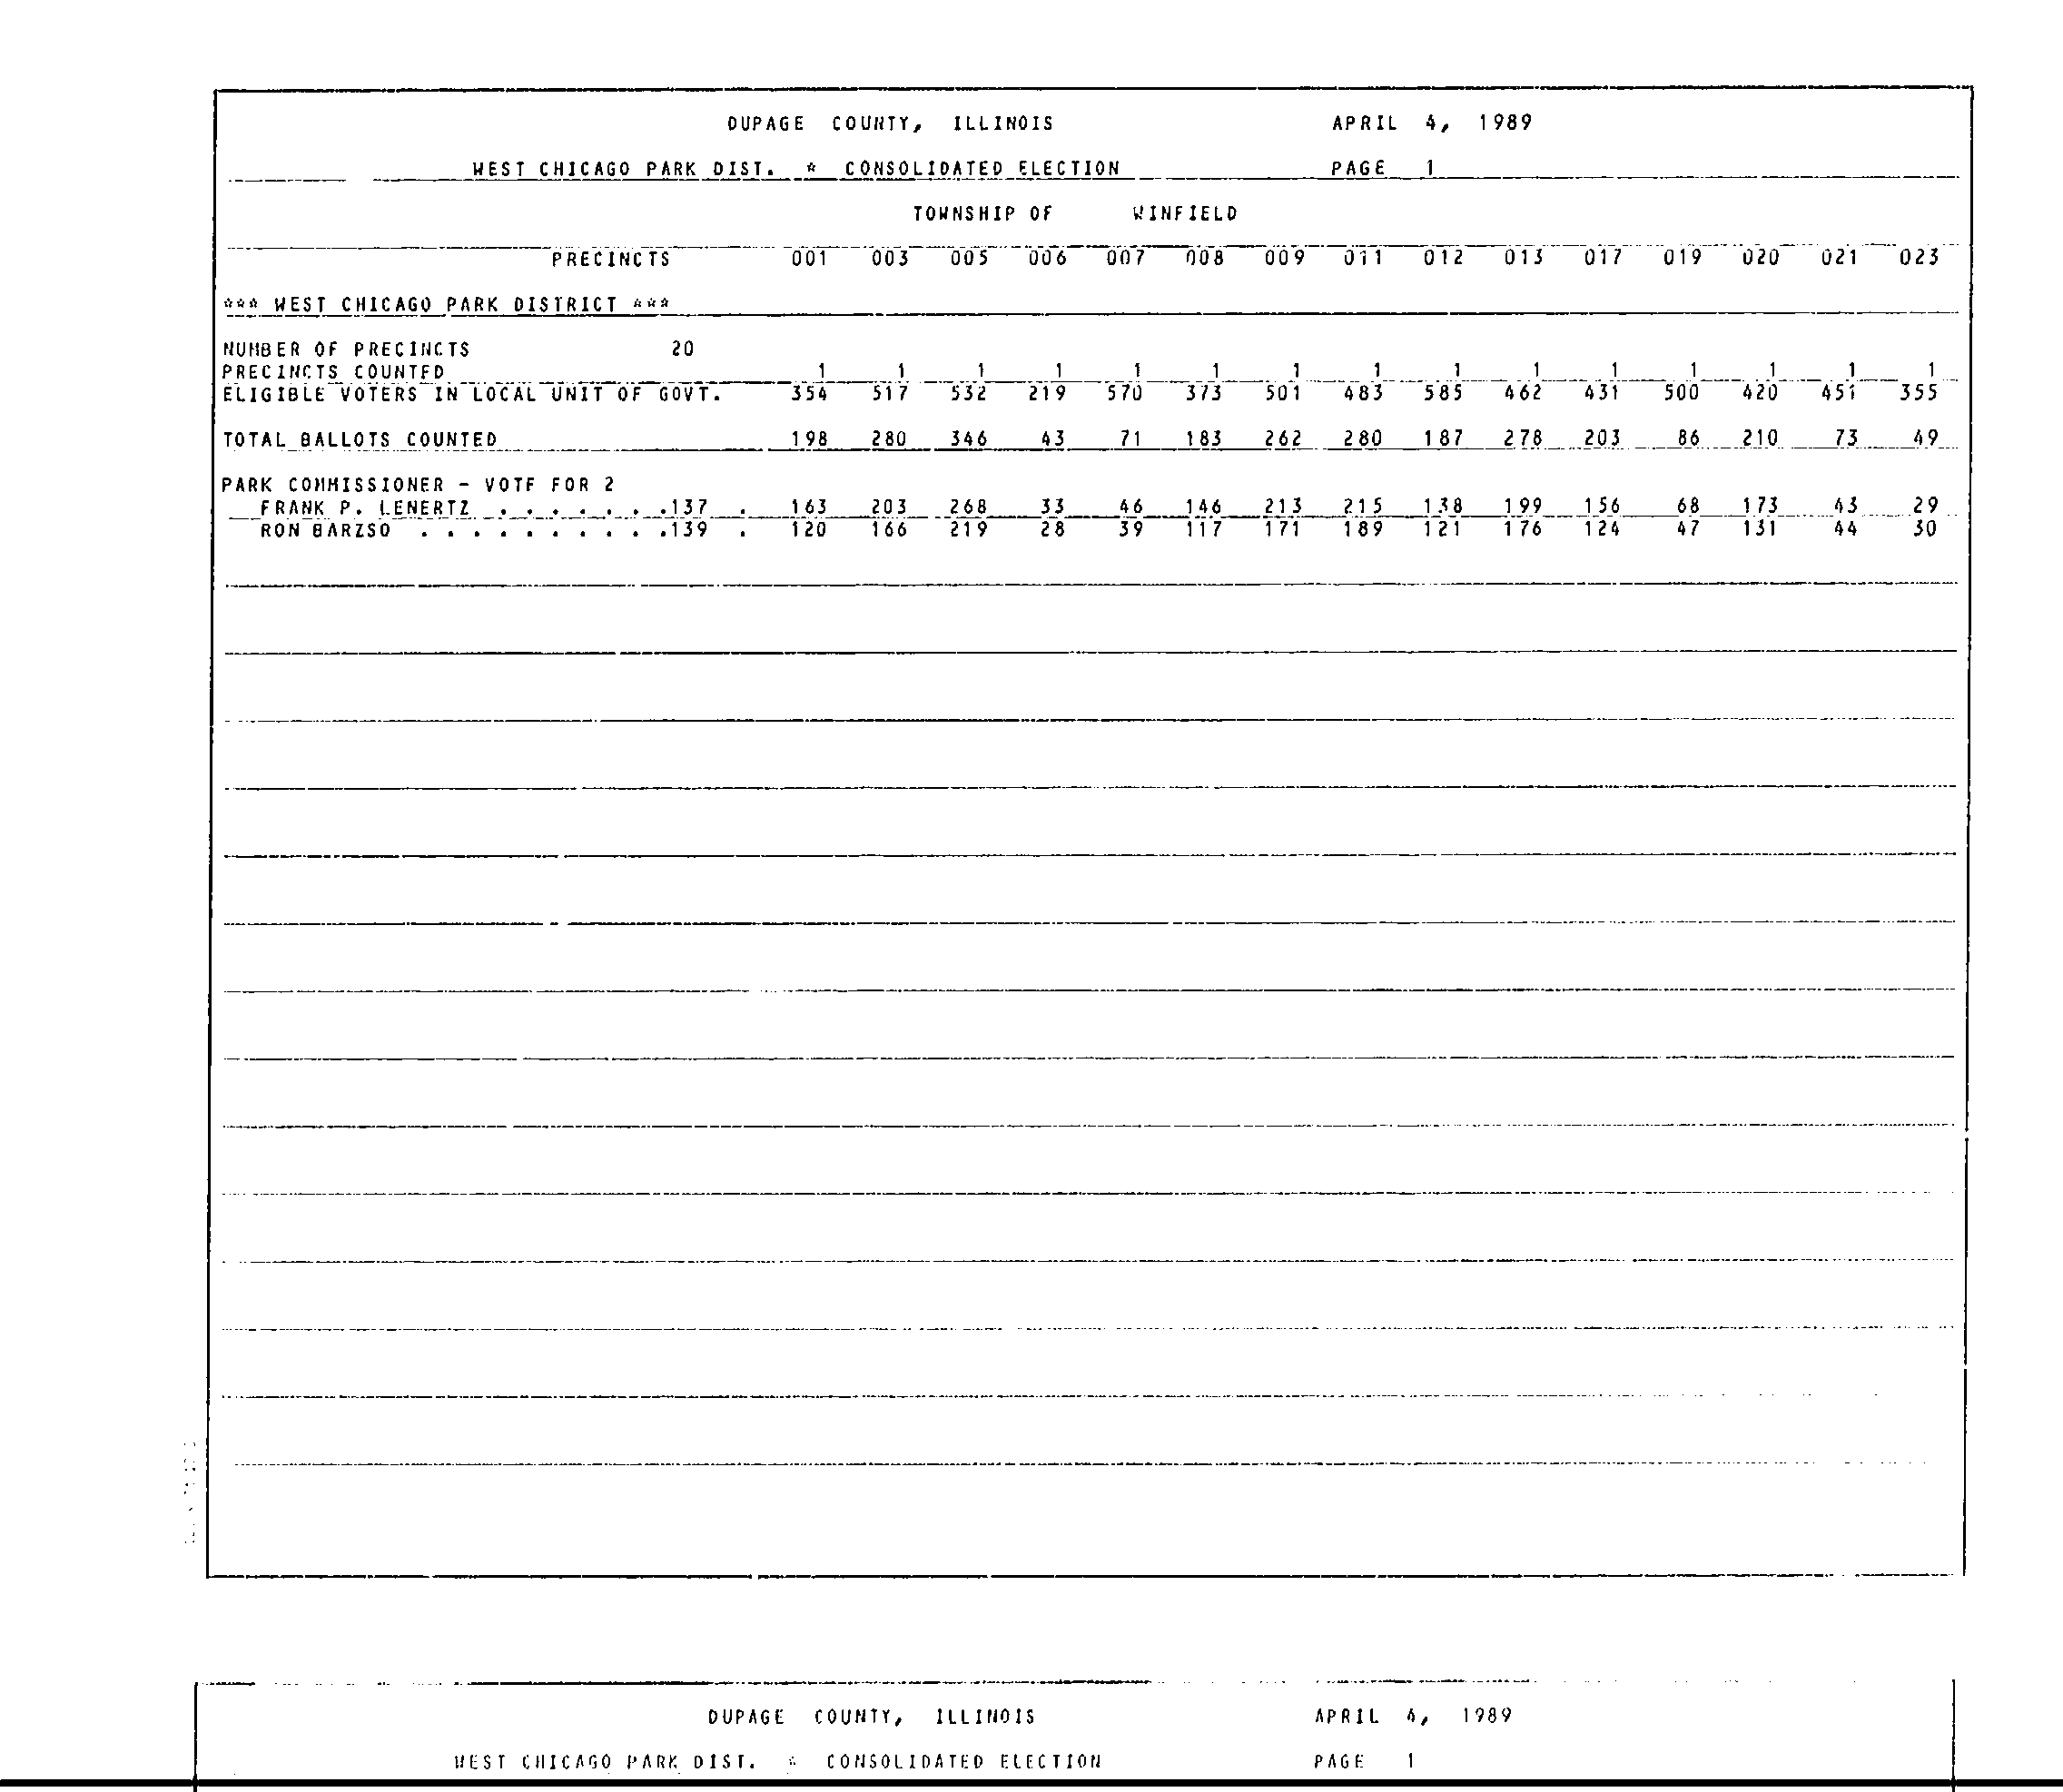 DUPAGE COUNTY, ILLINOIS APRIL 4, 1989
WEST CHICAGO PARK DIST. * CONSOLIDATED ELECTION PAGE 1
TOWNSHIP OF WINFIELD
PRECINCTS 001 003 005 006 007 008 009 011 012 013 017 019 020 021 023
*** WEST CHICAGO PARK DISTRICT ***
NUMBER OF PRECINCTS 20
PRECINCTS COUNTED 1 1 1 1 1 1 1 1 1 1 1 1 1 1 1
ELIGIBLE VOTERS IN LOCAL UNIT OF GOVT. 354 517 532 219 570 373 501 483 585 462 431 500 420 451 355
TOTAL BALLOTS COUNTED 198 280 346 43 71 183 262 280 187 278 203 86 210 73 49
PARK COMMISSIONER - VOTE FOR 2
FRANK P. LENERTZ . . . . . . .137 . 163 203 268 33 46 146 213 215 138 199 156 68 173 43 29
RON BARZSO . . . . . . . . . .139 . 120 166 219 28 39 117 171 189 121 176 124 47 131 44 30
DUPAGE COUNTY, ILLINOIS APRIL 4, 1989
WEST CHICAGO PARK DIST. * CONSOLIDATED ELECTION PAGE 1